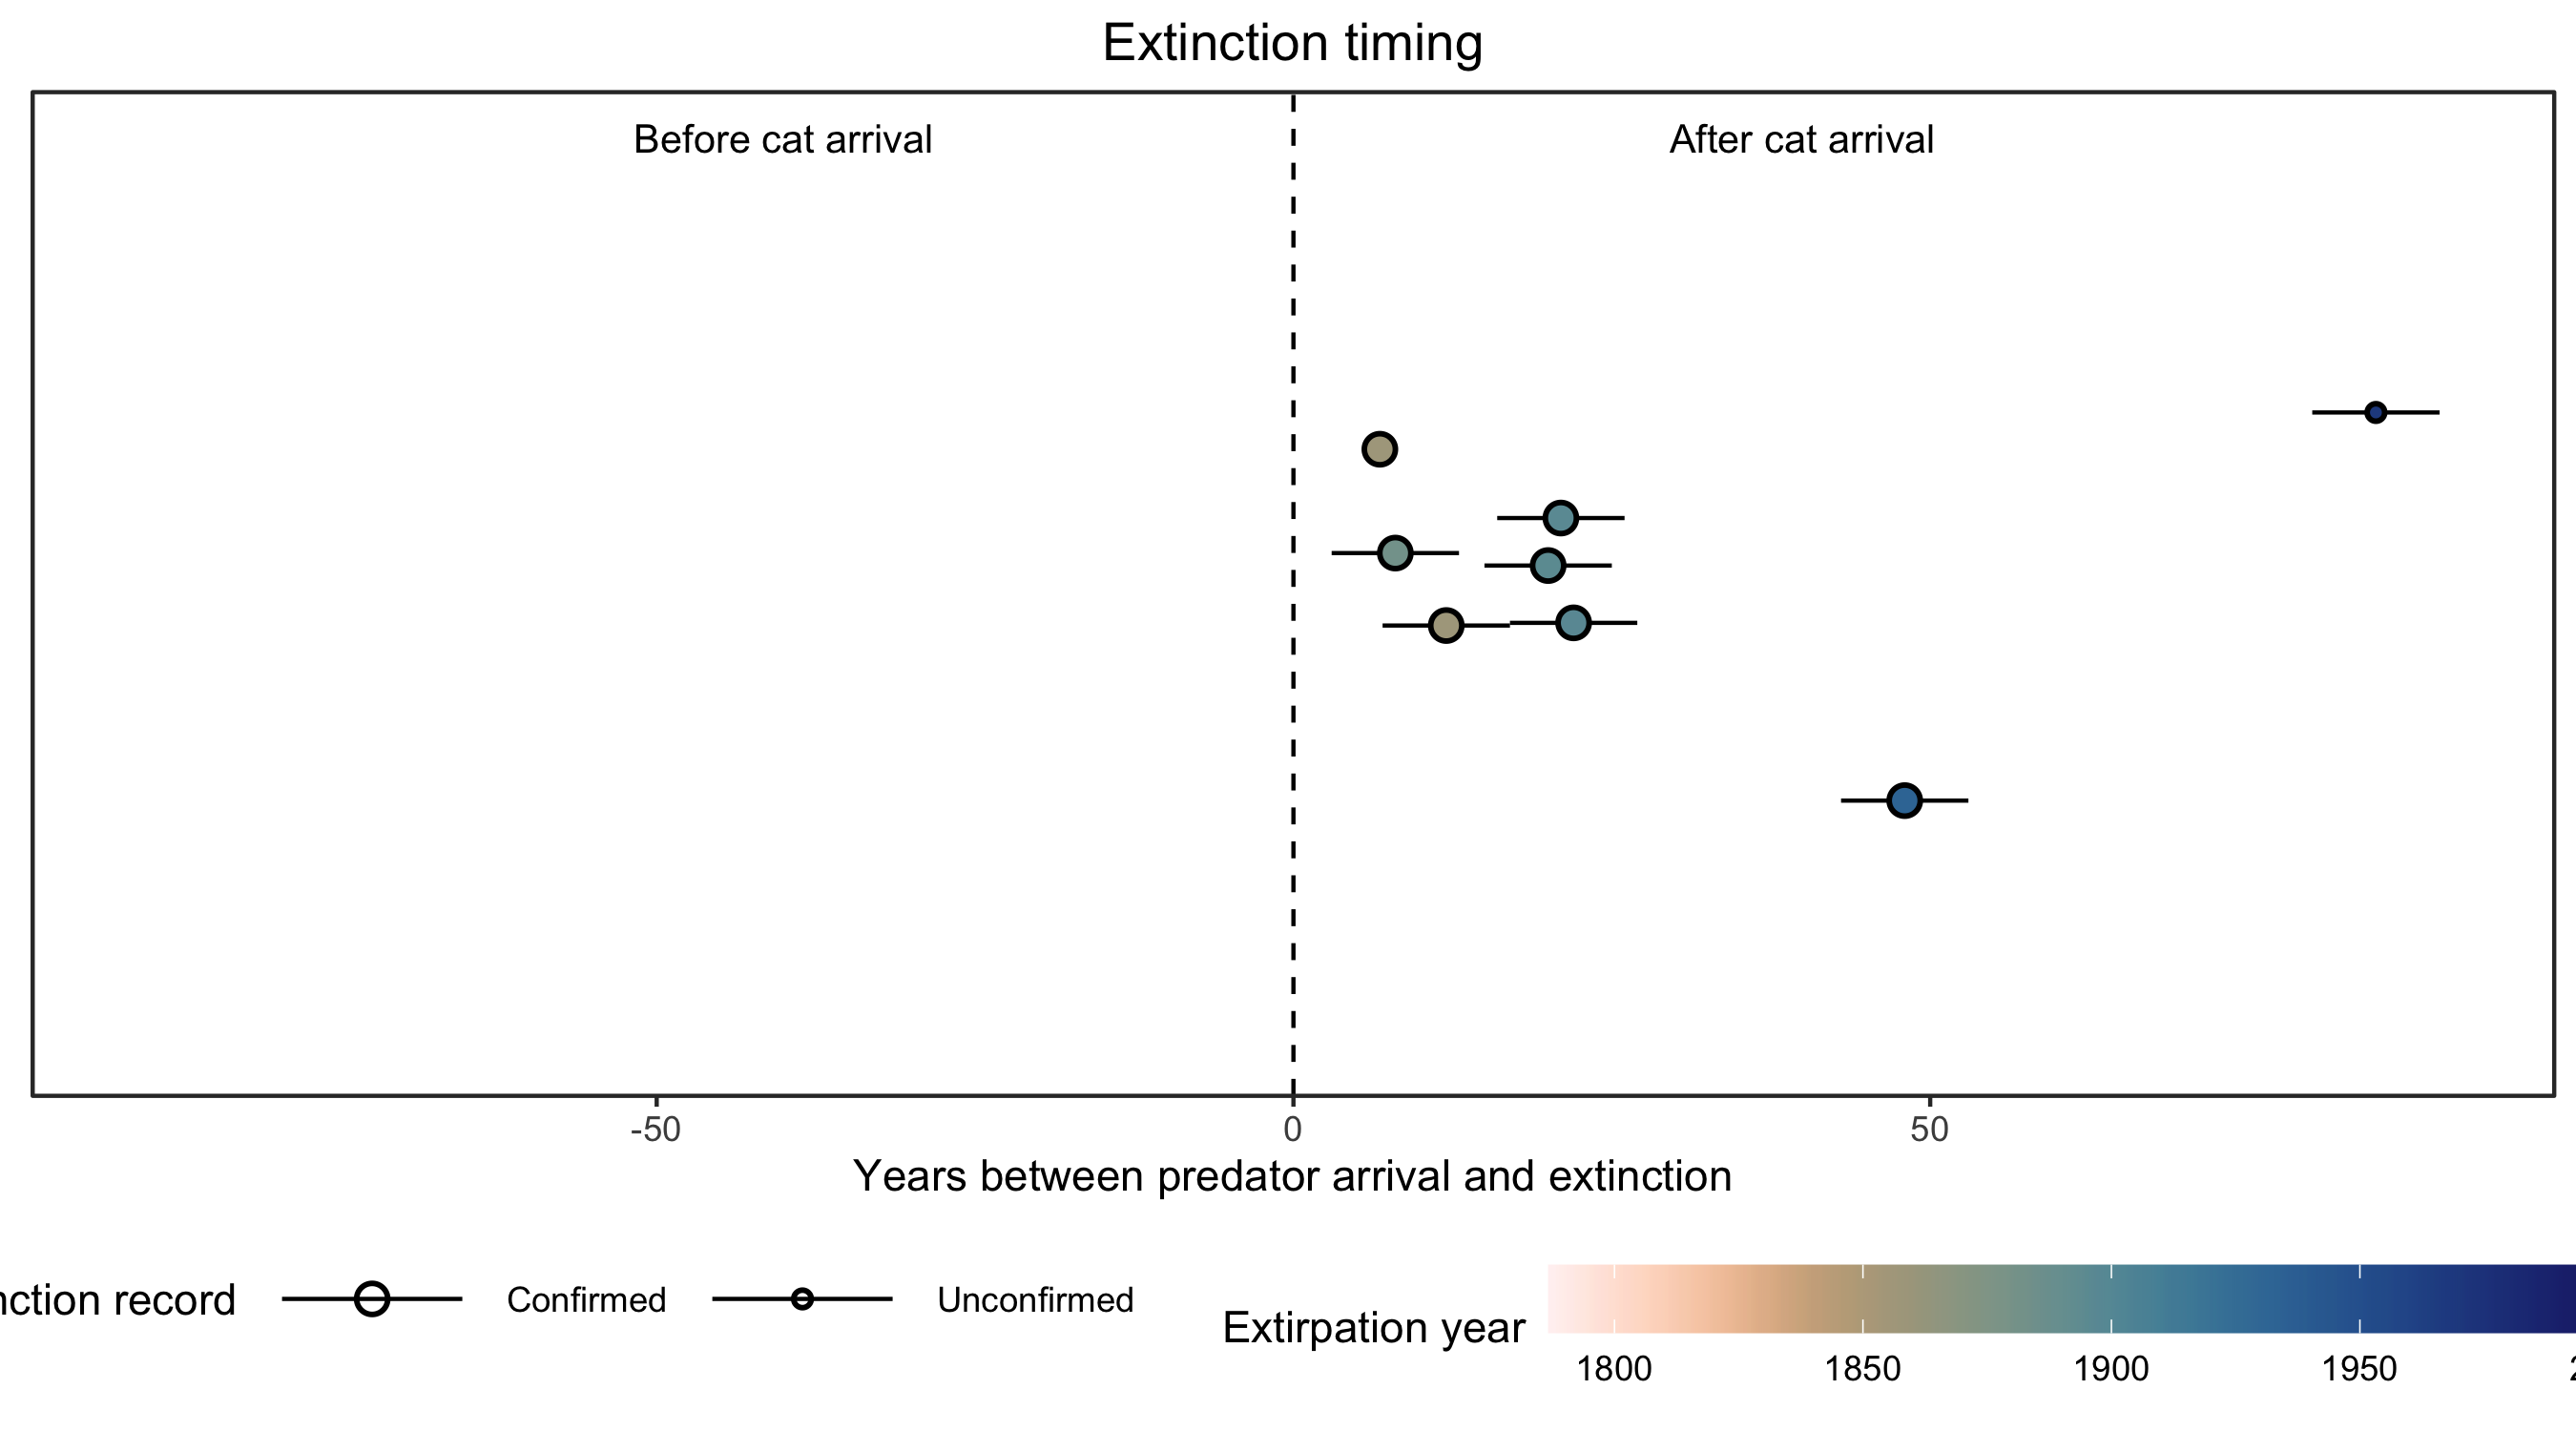 Extinction timing
Before cat arrival
After cat arrival
-50
0
50
Years between predator arrival and extinction
nction record
Confirmed
Unconfirmed
Extirpation year
1800
1850
1900
1950